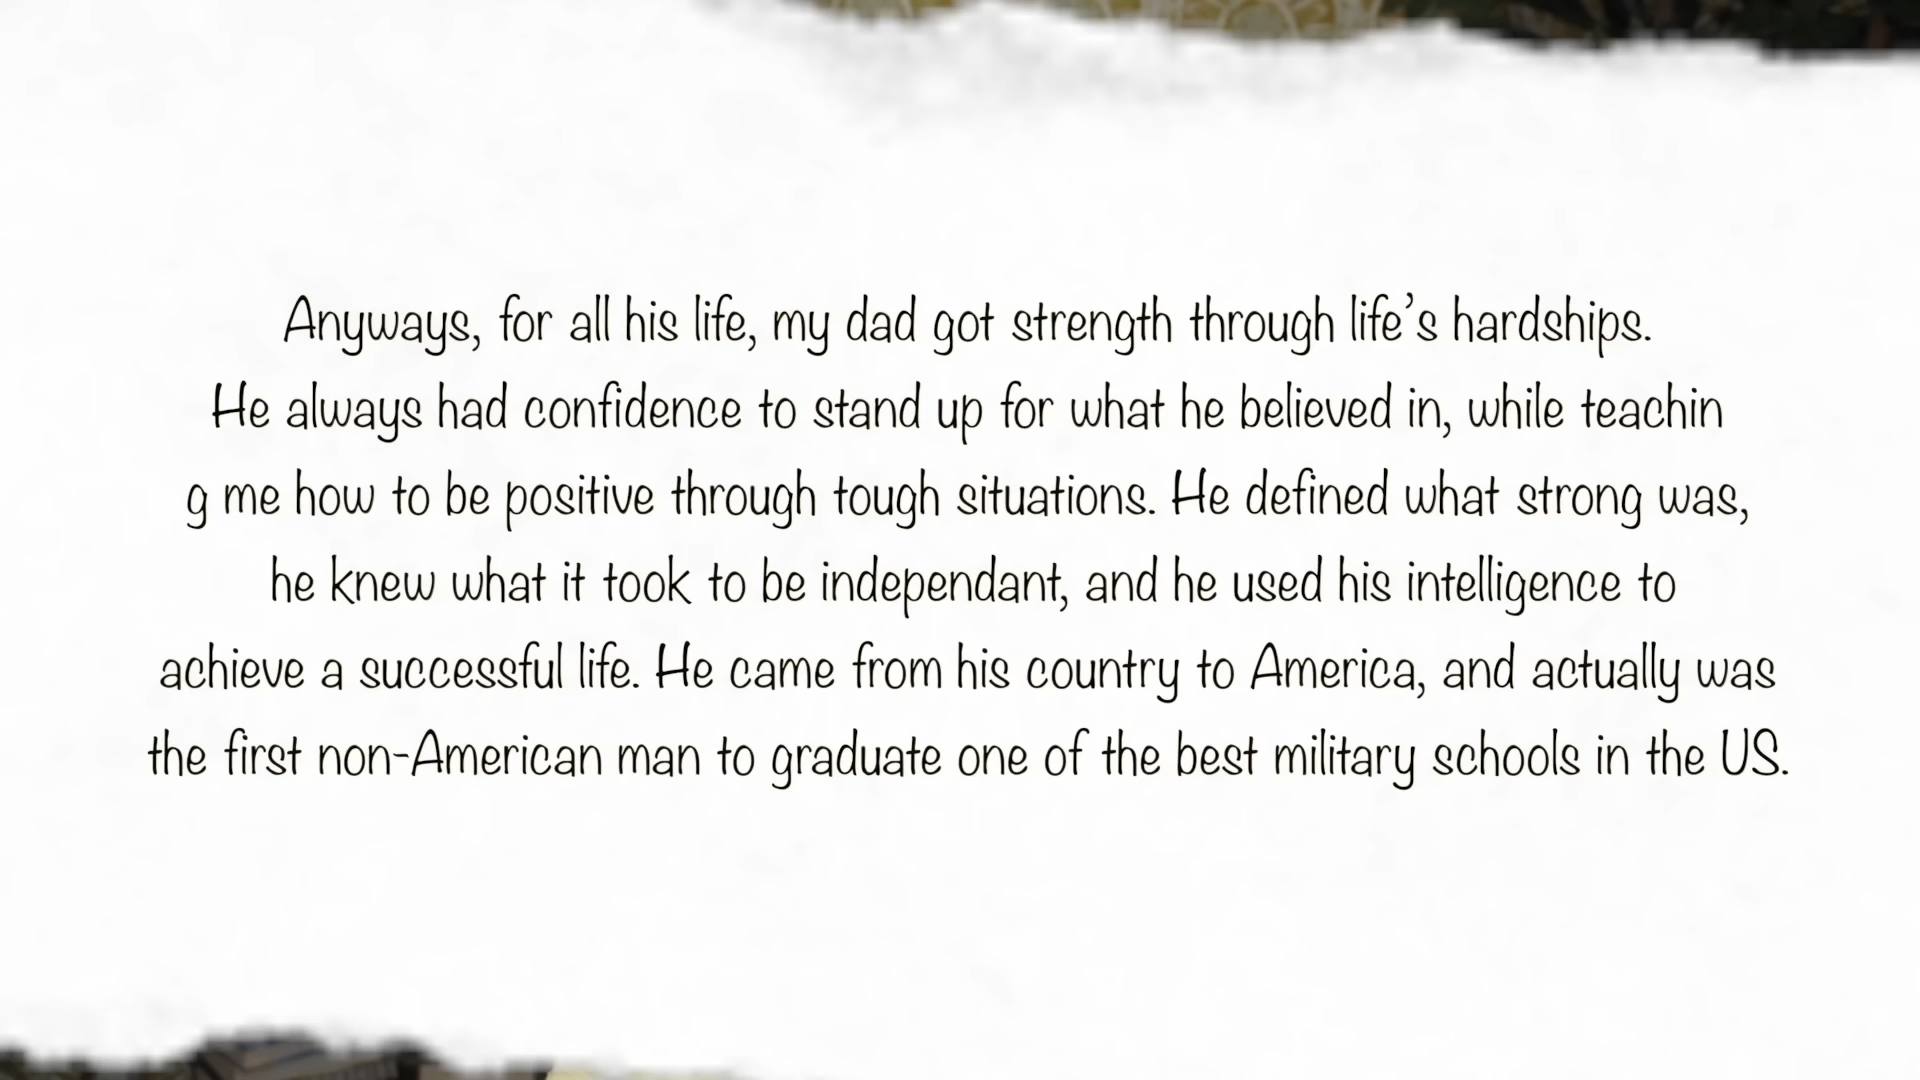 Anyways, for all his life, my dad got strength through life’s hardships.
He always had confidence to stand up for what he believed in, while teachin
g me how to be positive through tough situations. He defined what strong was,
he knew what it took to be independant, and he used his intelligence to
achieve a successful life. He came from his country to America, and actually was
the first non-American man to graduate one of the best military schools in the US.